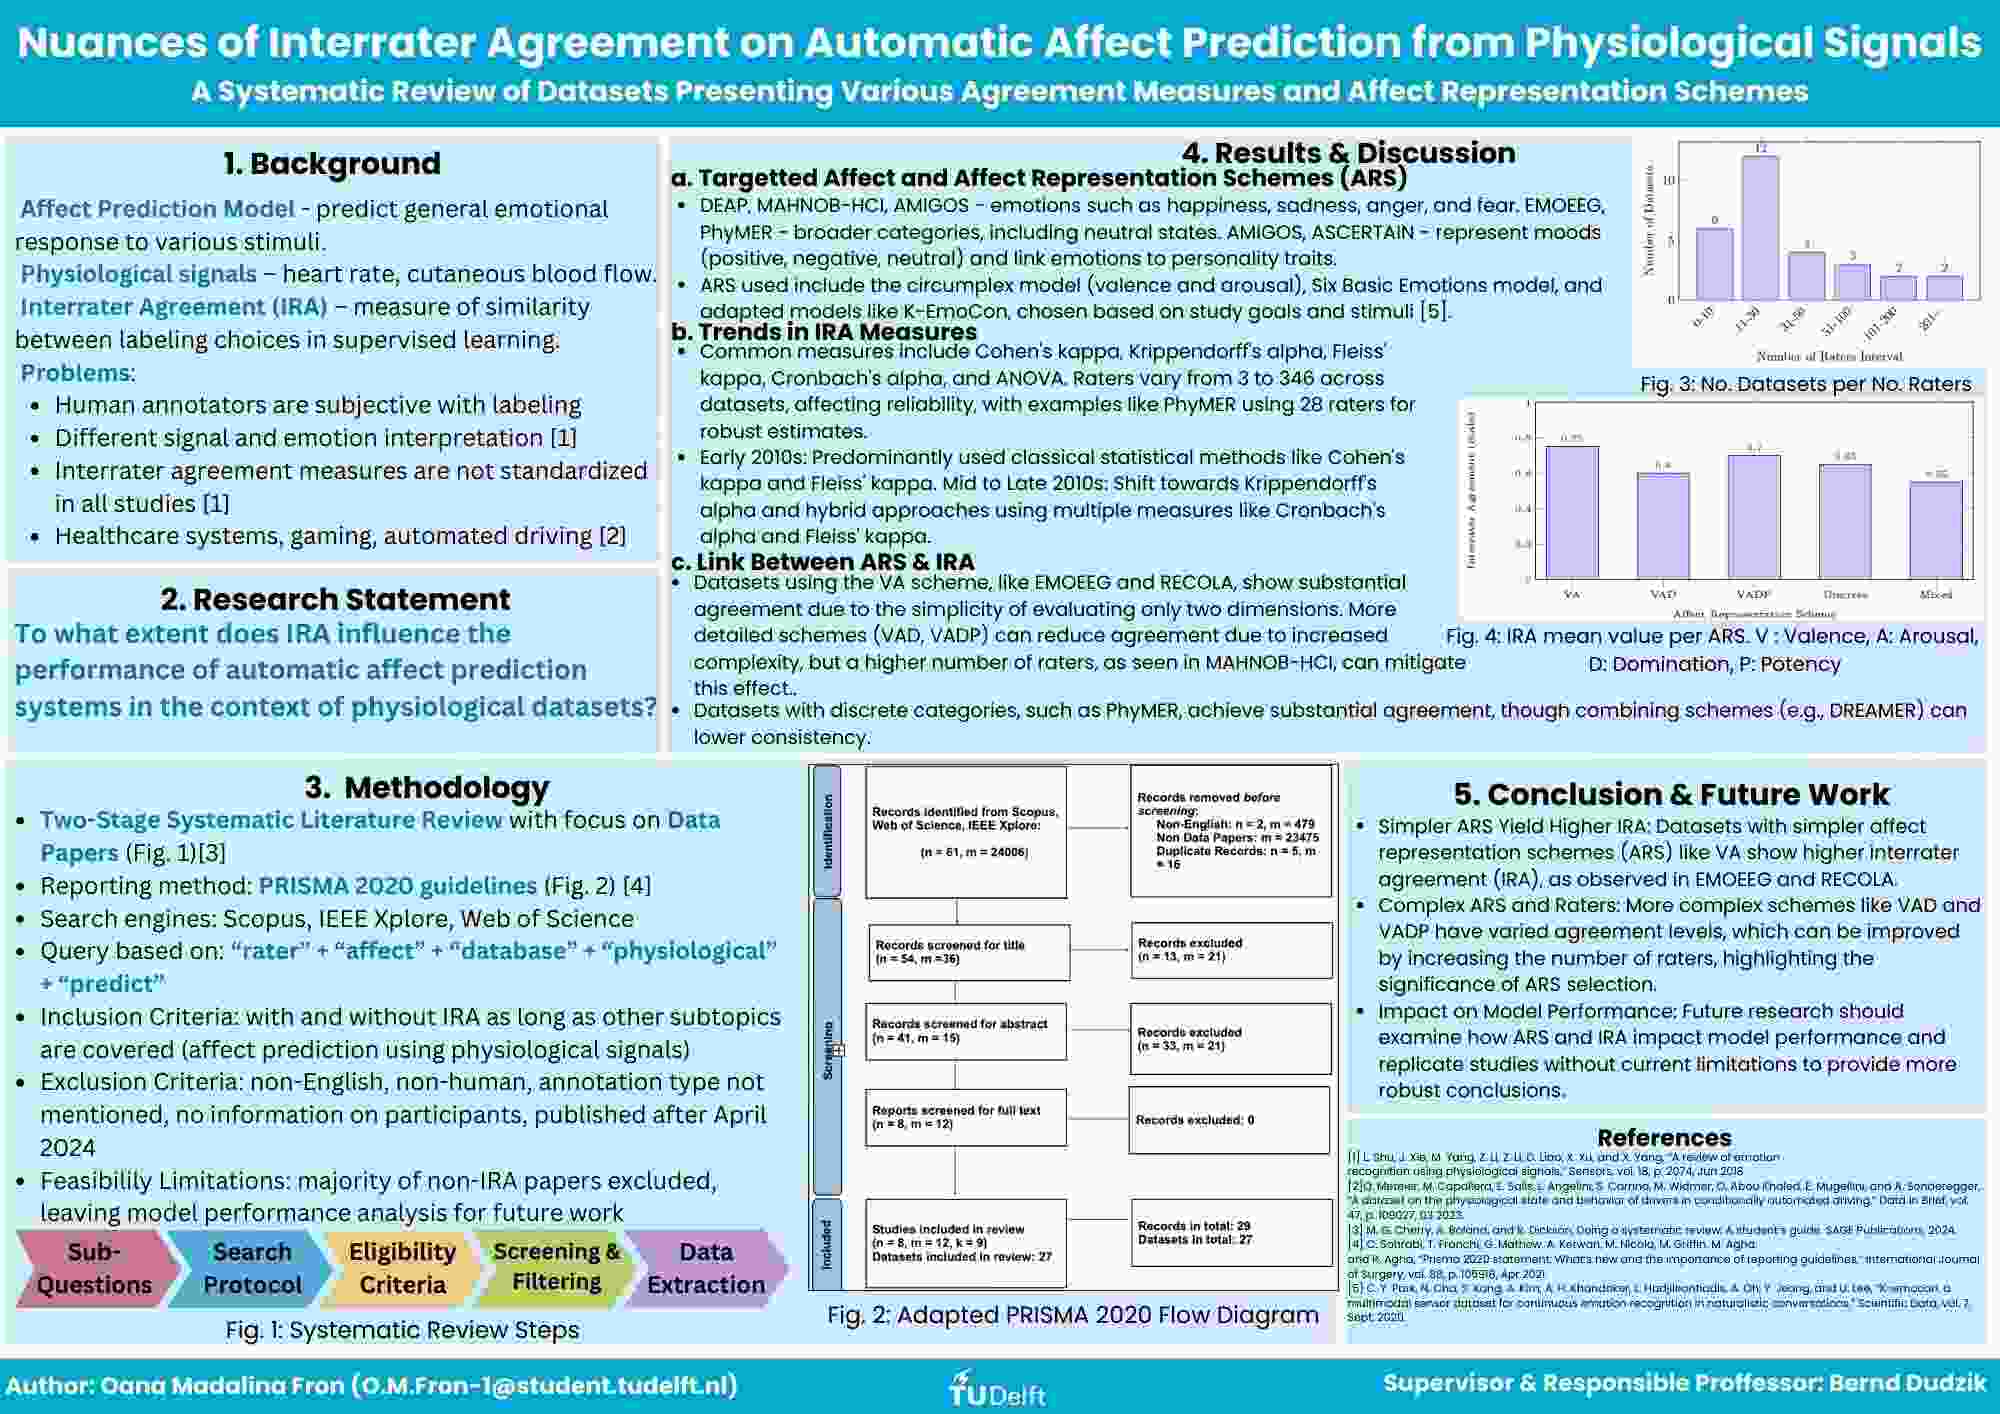 Nuances of Interrater Agreement on Automatic Affect Prediction from Physiological Signals
A Systematic Review of Datasets Presenting Various Agreement Measures and Affect Representation Schemes
1. Background
Affect Prediction Model - predict general emotional
response to various stimuli.
Physiological signals – heart rate, cutaneous blood flow.
Interrater Agreement (IRA) – measure of similarity
between labeling choices in supervised learning.
Problems:
• Human annotators are subjective with labeling
• Different signal and emotion interpretation [1]
• Interrater agreement measures are not standardized
in all studies [1]
• Healthcare systems, gaming, automated driving [2]
2. Research Statement
To what extent does IRA influence the
performance of automatic affect prediction
systems in the context of physiological datasets?
3. Methodology
• Two-Stage Systematic Literature Review with focus on Data
Papers (Fig. 1)[3]
• Reporting method: PRISMA 2020 guidelines (Fig. 2) [4]
• Search engines: Scopus, IEEE Xplore, Web of Science
• Query based on: “rater” + “affect” + “database” + “physiological”
+ “predict”
• Inclusion Criteria: with and without IRA as long as other subtopics
are covered (affect prediction using physiological signals)
• Exclusion Criteria: non-English, non-human, annotation type not
mentioned, no information on participants, published after April
2024
• Feasibilily Limitations: majority of non-IRA papers excluded,
leaving model performance analysis for future work
Sub-
Questions
Search
Protocol
Eligibility
Criteria
Screening &
Filtering
Data
Extraction
Fig. 1: Systematic Review Steps
4. Results & Discussion
a. Targetted Affect and Affect Representation Schemes (ARS)
• DEAP, MAHNOB-HCI, AMIGOS - emotions such as happiness, sadness, anger, and fear. EMOEEG,
PhyMER - broader categories, including neutral states. AMIGOS, ASCERTAIN - represent moods
(positive, negative, neutral) and link emotions to personality traits.
• ARS used include the circumplex model (valence and arousal), Six Basic Emotions model, and
adapted models like K-EmoCon, chosen based on study goals and stimuli [5].
b. Trends in IRA Measures
• Common measures include Cohen's kappa, Krippendorff's alpha, Fleiss'
kappa, Cronbach's alpha, and ANOVA. Raters vary from 3 to 346 across
datasets, affecting reliability, with examples like PhyMER using 28 raters for
robust estimates.
• Early 2010s: Predominantly used classical statistical methods like Cohen's
kappa and Fleiss' kappa. Mid to Late 2010s: Shift towards Krippendorff's
alpha and hybrid approaches using multiple measures like Cronbach's
alpha and Fleiss' kappa.
c. Link Between ARS & IRA
• Datasets using the VA scheme, like EMOEEG and RECOLA, show substantial
agreement due to the simplicity of evaluating only two dimensions. More
detailed schemes (VAD, VADP) can reduce agreement due to increased
complexity, but a higher number of raters, as seen in MAHNOB-HCI, can mitigate
this effect..
• Datasets with discrete categories, such as PhyMER, achieve substantial agreement, though combining schemes (e.g., DREAMER) can
lower consistency.
Number of Datasets
10
5
0
12
3
2
2
0-10
11-30
31-50
51-100
101-200
201-
Number of Raters Interval
Fig. 3: No. Datasets per No. Raters
Interrater Agreement (Scale)
1
0.8
0.6
0.4
0.2
0
0.75
0.6
0.7
0.65
0.55
VA
VAD
VADP
Discrete
Mixed
Affect Representation Scheme
Fig. 4: IRA mean value per ARS. V : Valence, A: Arousal,
D: Domination, P: Potency
Identification
Records identified from Scopus,
Web of Science, IEEE Xplore:
(n = 61, m = 24006)
Records removed before
screening:
Non-English: n = 2, m = 479
Non Data Papers: m = 23475
Duplicate Records: n = 5, m
= 16
Screening
Records screened for title
(n = 54, m =36)
Records excluded
(n = 13, m = 21)
Records screened for abstract
(n = 41, m = 15)
Records excluded
(n = 33, m = 21)
Reports screened for full text
(n = 8, m = 12)
Records excluded: 0
Included
Studies included in review
(n = 8, m = 12, k = 9)
Datasets included in review: 27
Records in total: 29
Datasets in total: 27
Fig. 2: Adapted PRISMA 2020 Flow Diagram
5. Conclusion & Future Work
• Simpler ARS Yield Higher IRA: Datasets with simpler affect
representation schemes (ARS) like VA show higher interrater
agreement (IRA), as observed in EMOEEG and RECOLA.
• Complex ARS and Raters: More complex schemes like VAD and
VADP have varied agreement levels, which can be improved
by increasing the number of raters, highlighting the
significance of ARS selection.
• Impact on Model Performance: Future research should
examine how ARS and IRA impact model performance and
replicate studies without current limitations to provide more
robust conclusions.
References
[1] L. Shu, J. Xie, M. Yang, Z. Li, Z. Li, D. Liao, X. Xu, and X. Yang, “A review of emotion
recognition using physiological signals,” Sensors, vol. 18, p. 2074, Jun 2018
[2] Q. Meteier, M. Capallera, E. Salis, L. Angelini, S. Carrino, M. Widmer, O. Abou Khaled, E. Mugellini, and A. Sonderegger,
“A dataset on the physiological state and behavior of drivers in conditionally automated driving,” Data in Brief, vol.
47, p. 109027, 03 2023.
[3] M. G. Cherry, A. Boland, and R. Dickson, Doing a systematic review: A student's guide. SAGE Publications, 2024.
[4] C. Sohrabi, T. Franchi, G. Mathew, A. Kerwan, M. Nicola, M. Griffin, M. Agha,
and R. Agha, “Prisma 2020 statement: What's new and the importance of reporting guidelines,” International Journal
of Surgery, vol. 88, p. 105918, Apr 2021
[5] C. Y. Park, N. Cha, S. Kang, A. Kim, A. H. Khandoker, L. Hadjileontiadis, A. Oh, Y. Jeong, and U. Lee, “K-emocon, a
multimodal sensor dataset for continuous emotion recognition in naturalistic conversations,” Scientific Data, vol. 7,
Sept. 2020.
Author: Oana Madalina Fron (O.M.Fron-1@student.tudelft.nl)
TUDelft
Supervisor & Responsible Proffessor: Bernd Dudzik